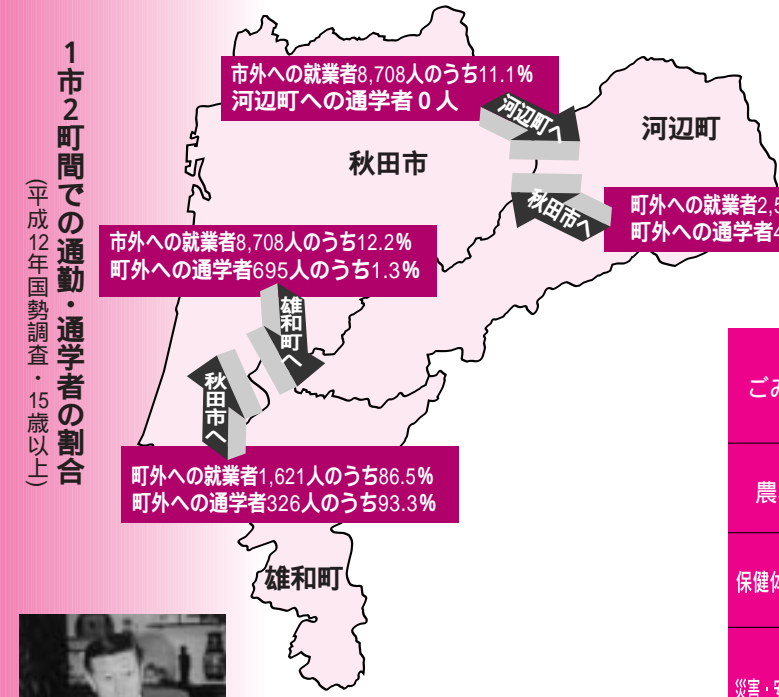 1市2町間での通勤・通学者の割合
(平成12年国勢調査・15歳以上)
市外への就業者8,708人のうち11.1%
河辺町への通学者0人
河辺町へ
河辺町
秋田市
秋田市へ
町外への就業者2,5
町外への通学者4
市外への就業者8,708人のうち12.2%
町外への通学者695人のうち1.3%
雄和町へ
秋田市へ
町外への就業者1,621人のうち86.5%
町外への通学者326人のうち93.3%
雄和町
ごみ
農
保健体
災害・安